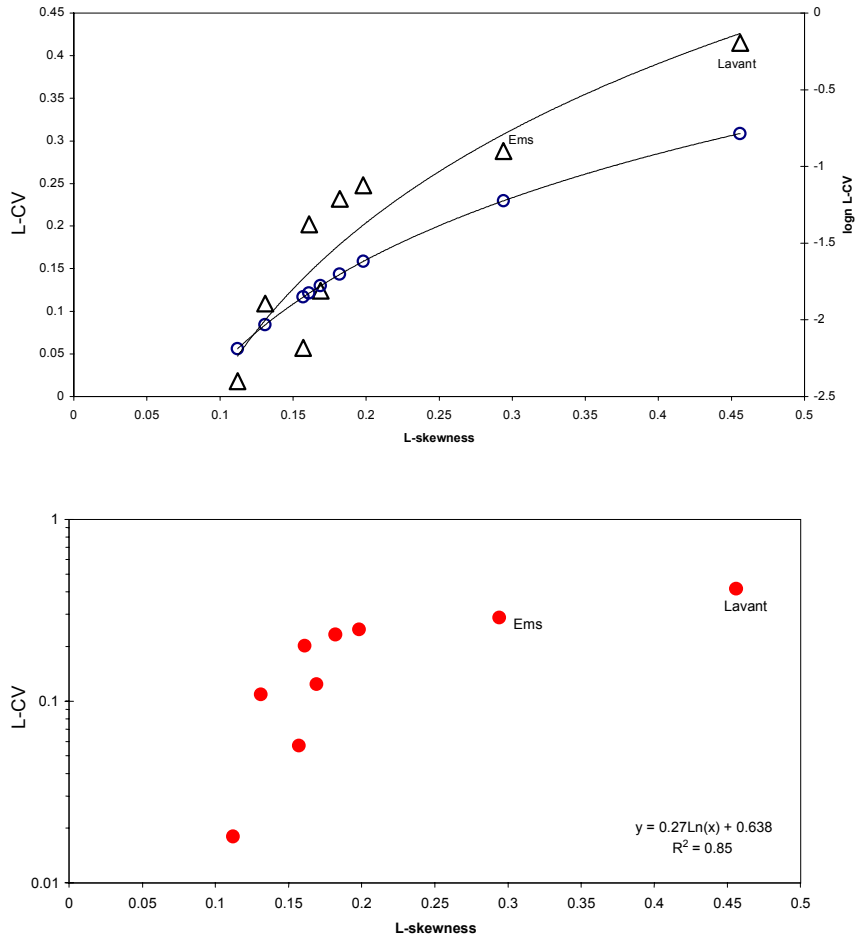 0.45
0.4
0.35
0.3
0.25
0.2
0.15
0.1
0.05
0
L-CV
0
-0.5
-1
-1.5
-2
-2.5
logn L-CV
Lavant
Ems
0 0.05 0.1 0.15 0.2 0.25 0.3 0.35 0.4 0.45 0.5
L-skewness
1
0.1
0.01
L-CV
Ems
Lavant
y = 0.27Ln(x) + 0.638
R² = 0.85
0 0.05 0.1 0.15 0.2 0.25 0.3 0.35 0.4 0.45 0.5
L-skewness